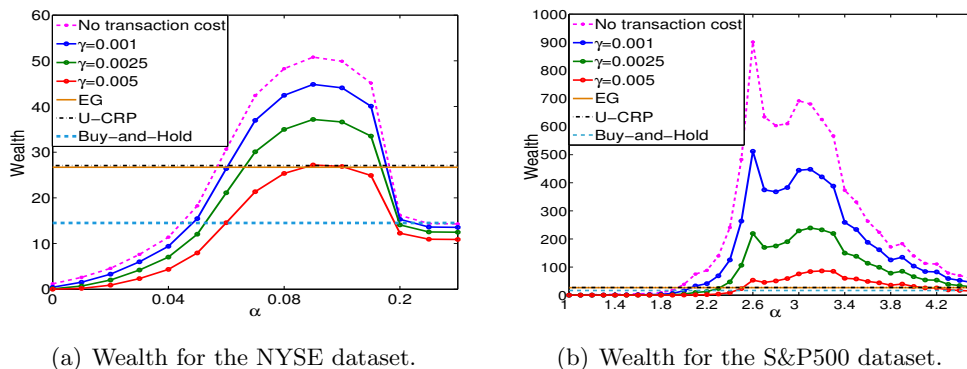 No transaction cost
γ=0.001
γ=0.0025
γ=0.005
EG
U−CRP
Buy−and−Hold
Wealth
60
50
40
30
20
10
0
0
0.04
0.08
0.2
α
(a) Wealth for the NYSE dataset.
No transaction cost
γ=0.001
γ=0.0025
γ=0.005
EG
U−CRP
Buy−and−Hold
Wealth
1000
900
800
700
600
500
400
300
200
100
0
1
1.4
1.8
2.2
2.6
3
3.4
3.8
4.2
α
(b) Wealth for the S&P500 dataset.